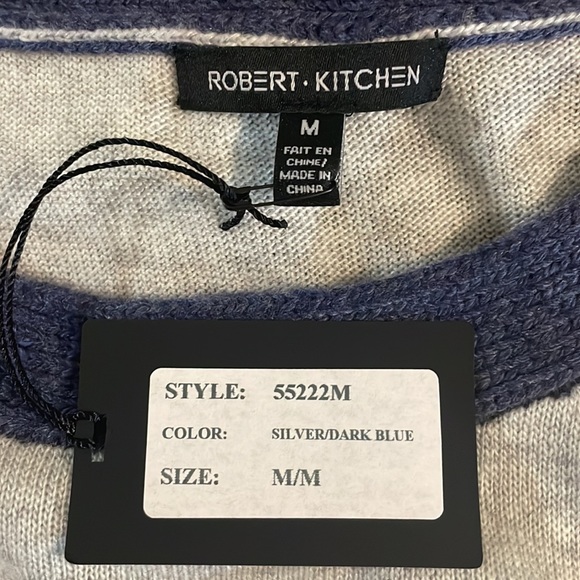 ROBERT · KITCHEN
M
FAIT EN
CHINE/
MADE IN
CHINA
STYLE: 55222M
COLOR: SILVER/DARK BLUE
SIZE: M/M